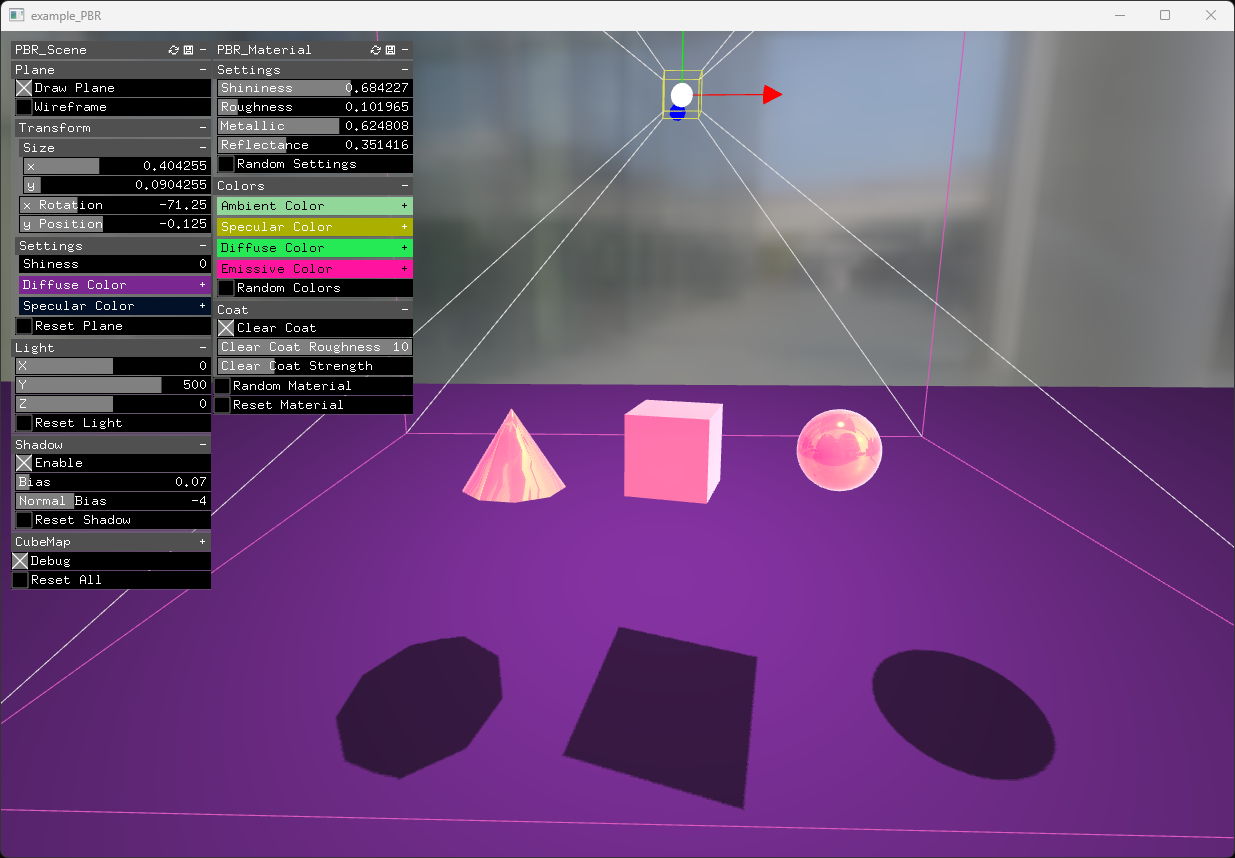 example_PBR
PBR_Scene
Plane
Draw Plane
Wireframe
Transform
Size
x 0.404255
y 0.0904255
x Rotation -71.25
y Position -0.125
Settings
Shiness 0
Diffuse Color +
Specular Color +
Reset Plane
Light
X 0
Y 500
Z 0
Reset Light
Shadow
Enable
Bias 0.07
Normal Bias -4
Reset Shadow
CubeMap +
Debug
Reset All
PBR_Material
Settings
Shininess 0.684227
Roughness 0.101965
Metallic 0.624808
Reflectance 0.351416
Random Settings
Colors
Ambient Color +
Specular Color +
Diffuse Color +
Emissive Color +
Random Colors
Coat
Clear Coat
Clear Coat Roughness 10
Clear Coat Strength
Random Material
Reset Material